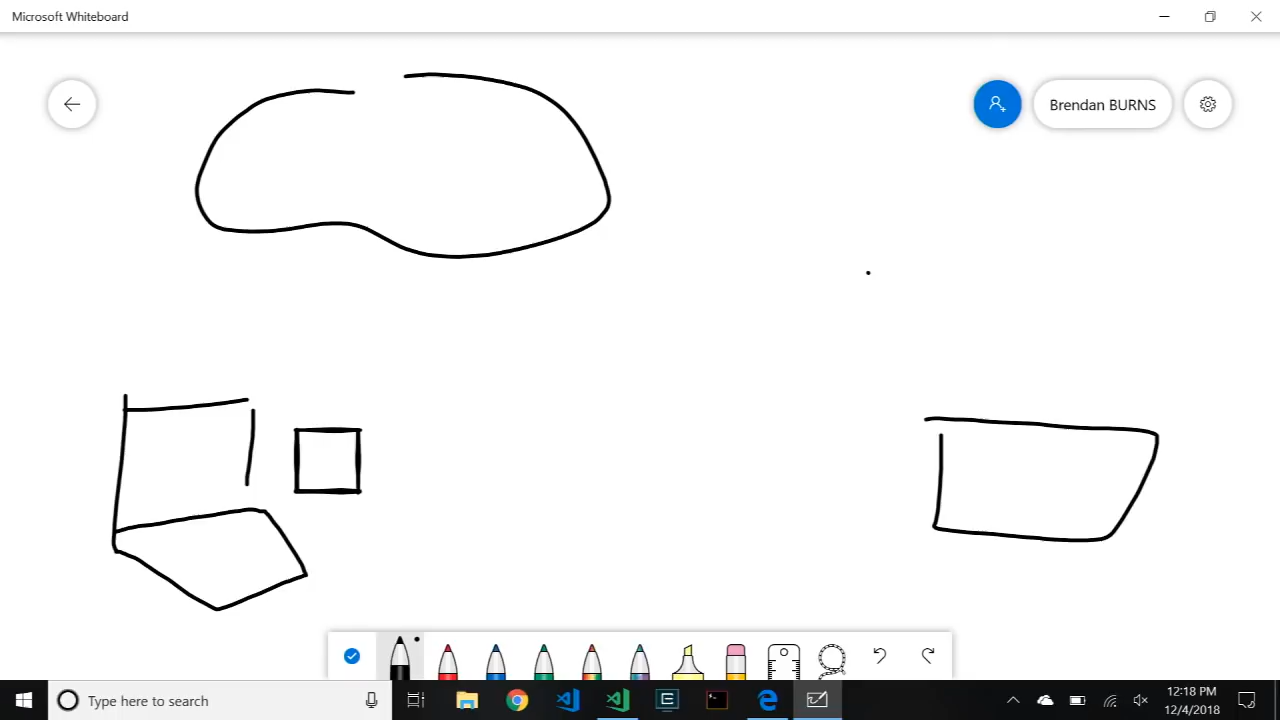 Microsoft Whiteboard
Brendan BURNS
Type here to search
12:18 PM
12/4/2018